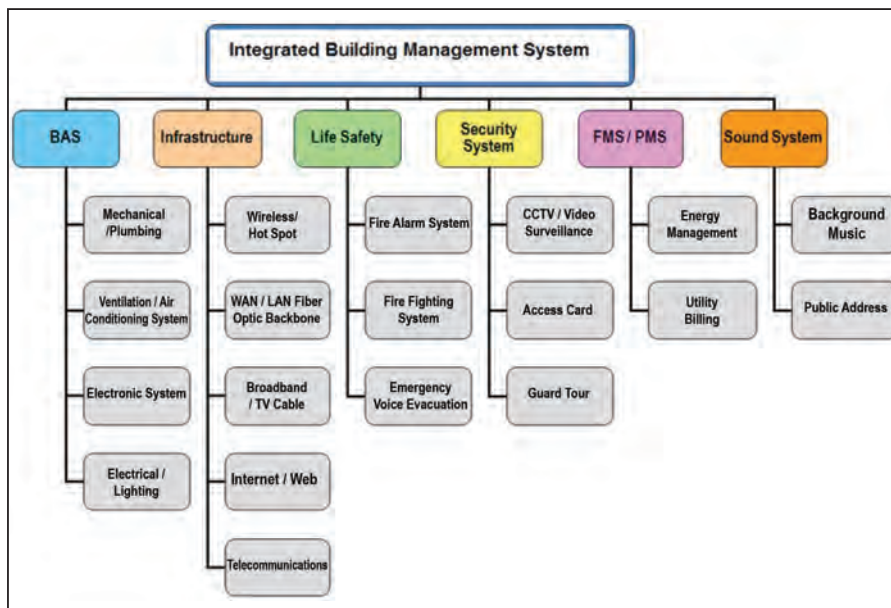 Integrated Building Management System
BAS
Infrastructure
Life Safety
Security
System
FMS / PMS
Sound System
Mechanical
/Plumbing
Ventilation / Air
Conditioning System
Electronic System
Electrical /
Lighting
Wireless/
Hot Spot
WAN / LAN Fiber
Optic Backbone
Broadband
/ TV Cable
Internet / Web
Telecommunications
Fire Alarm System
Fire Fighting
System
Emergency
Voice Evacuation
CCTV / Video
Surveillance
Access Card
Guard Tour
Energy
Management
Utility
Billing
Background
Music
Public Address